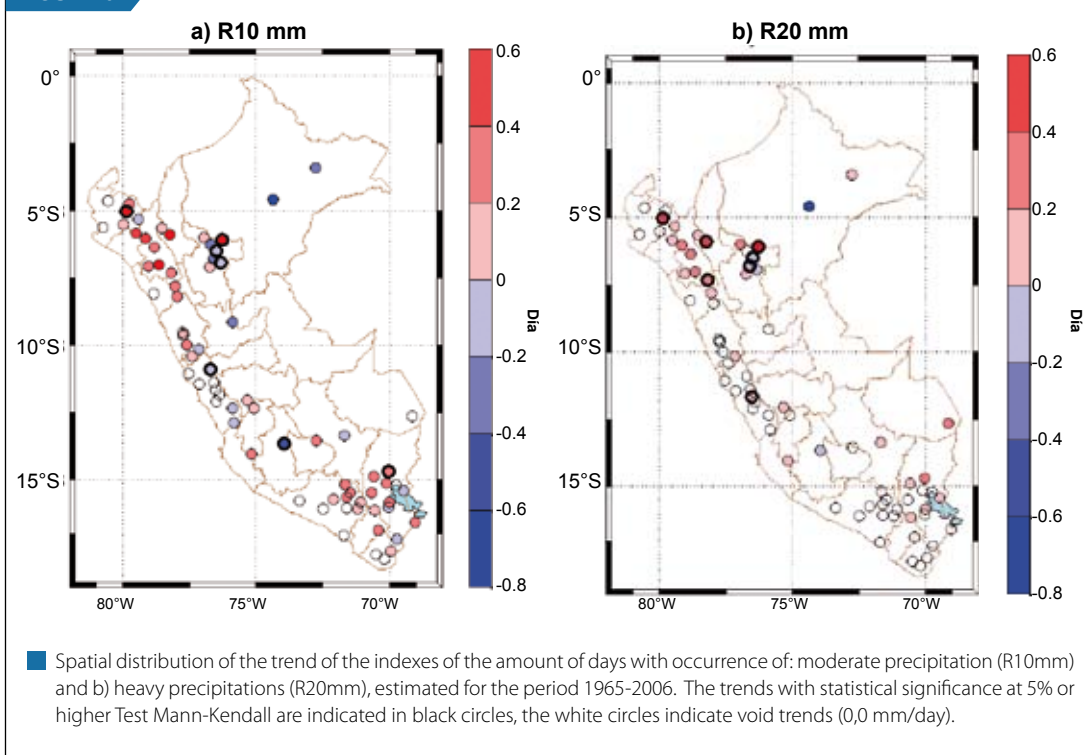 a) R10 mm
b) R20 mm
0°
5°S
10°S
15°S
80°W
75°W
70°W
0.6
0.4
0.2
0
-0.2
-0.4
-0.6
-0.8
Dia
0°
5°S
10°S
15°S
80°W
75°W
70°W
0.6
0.4
0.2
0
-0.2
-0.4
-0.6
-0.8
Dia
Spatial distribution of the trend of the indexes of the amount of days with occurrence of: moderate precipitation (R10mm)
and b) heavy precipitations (R20mm), estimated for the period 1965-2006. The trends with statistical significance at 5% or
higher Test Mann-Kendall are indicated in black circles, the white circles indicate void trends (0,0 mm/day).